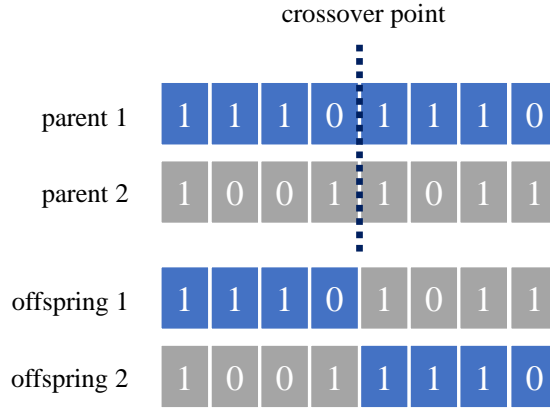 crossover point
parent 1 1 1 1 0 1 1 1 0
parent 2 1 0 0 1 1 0 1 1
offspring 1 1 1 1 0 1 0 1 1
offspring 2 1 0 0 1 1 1 1 0